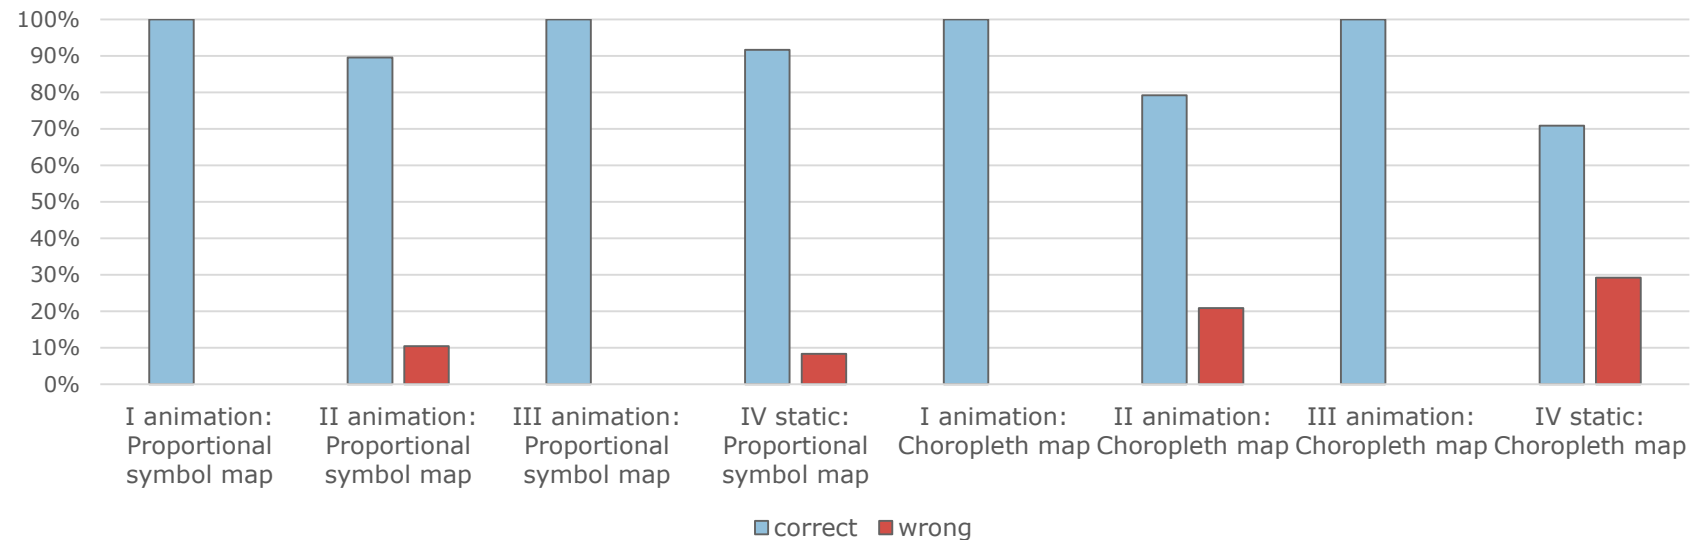 100%
90%
80%
70%
60%
50%
40%
30%
20%
10%
0%
I animation:
Proportional
symbol map
II animation:
Proportional
symbol map
III animation:
Proportional
symbol map
IV static:
Proportional
symbol map
I animation:
Choropleth map
II animation:
Choropleth map
III animation:
Choropleth map
IV static:
Choropleth map
correct
wrong